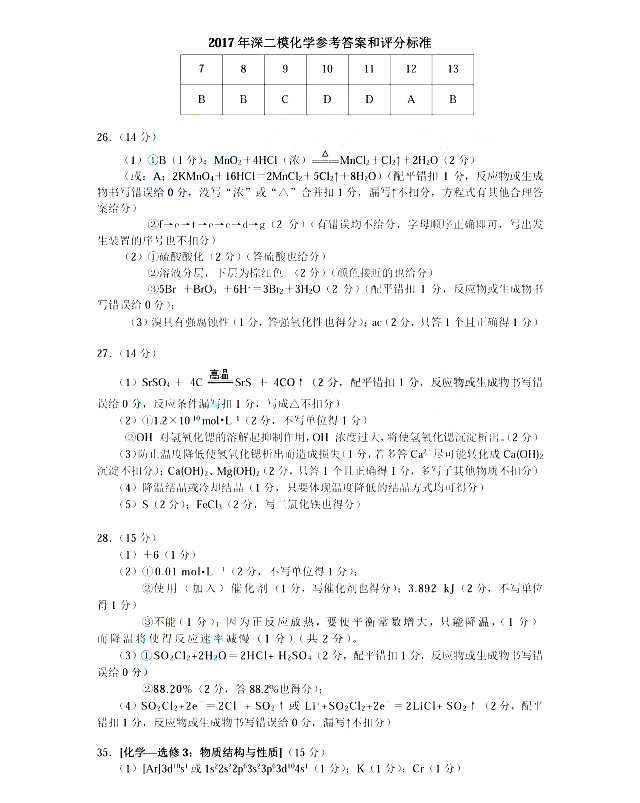 2017年深二模化学参考答案和评分标准
7 8 9 10 11 12 13
B B C D D A B
26.（14分）
（1）①B（1分）；MnO₂+4HCl（浓）══△══MnCl₂+Cl₂↑+2H₂O（2分）
（或：A；2KMnO₄+16HCl=2MnCl₂+5Cl₂↑+8H₂O）（配平错扣1分，反应物或生成
物书写错误给0分，没写“浓”或“△”合并扣1分，漏写↑不扣分，方程式有其他合理答
案给分）
②f→e→f→e→c→d→g（2分）（有错误均不给分，字母顺序正确即可，写出发
生装置的序号也不扣分）
（2）①硫酸酸化（2分）（答硫酸也给分）
②溶液分层，下层为棕红色（2分）（颜色接近的也给分）
③5Br⁻+BrO₃⁻+6H⁺=3Br₂+3H₂O（2分）（配平错扣1分，反应物或生成物书
写错误给0分）；
（3）溴具有强腐蚀性（1分，答强氧化性也得分）；ac（2分，只答1个且正确得1分）
27.（14分）
（1）SrSO₄ + 4C ══高温══ SrS + 4CO↑（2分，配平错扣1分，反应物或生成物书写错
误给0分，反应条件漏写扣1分，写成△不扣分）
（2）①1.2×10⁻¹⁰mol•L⁻¹（2分，不写单位得1分）
②OH⁻对氢氧化锶的溶解起抑制作用，OH⁻浓度过大，将使氢氧化锶沉淀析出。（2分）
（3）防止温度降低使氢氧化锶析出而造成损失（1分，若多答Ca²⁺尽可能转化成Ca(OH)₂
沉淀不扣分）；Ca(OH)₂、Mg(OH)₂（2分，只答1个且正确得1分，多写了其他物质不扣分）
（4）降温结晶或冷却结晶（1分，只要体现温度降低的结晶方式均可得分）
（5）S（2分）；FeCl₃（2分，写三氯化铁也得分）
28.（15分）
（1）+6（1分）
（2）①0.01 mol•L⁻¹（2分，不写单位得1分）；
②使用（加入）催化剂（1分，写催化剂也得分）；3.892 kJ（2分，不写单位
得1分）
③不能（1分）；因为正反应放热，要使平衡常数增大，只能降温，（1分）
而降温将使得反应速率减慢（1分）（共2分）。
（3）①SO₂Cl₂+2H₂O＝2HCl+ H₂SO₄（2分，配平错扣1分，反应物或生成物书写错
误给0分）
②88.20%（2分，答88.2%也得分）；
（4）SO₂Cl₂+2e⁻＝2Cl⁻+ SO₂↑或Li⁺+SO₂Cl₂+2e⁻＝2LiCl+ SO₂↑（2分，配平
错扣1分，反应物或生成物书写错误给0分，漏写↑不扣分）
35．[化学—选修3：物质结构与性质]（15分）
（1）[Ar]3d¹⁰s¹或1s²2s²2p⁶3s²3p⁶3d¹⁰4s¹（1分）；K（1分）；Cr（1分）